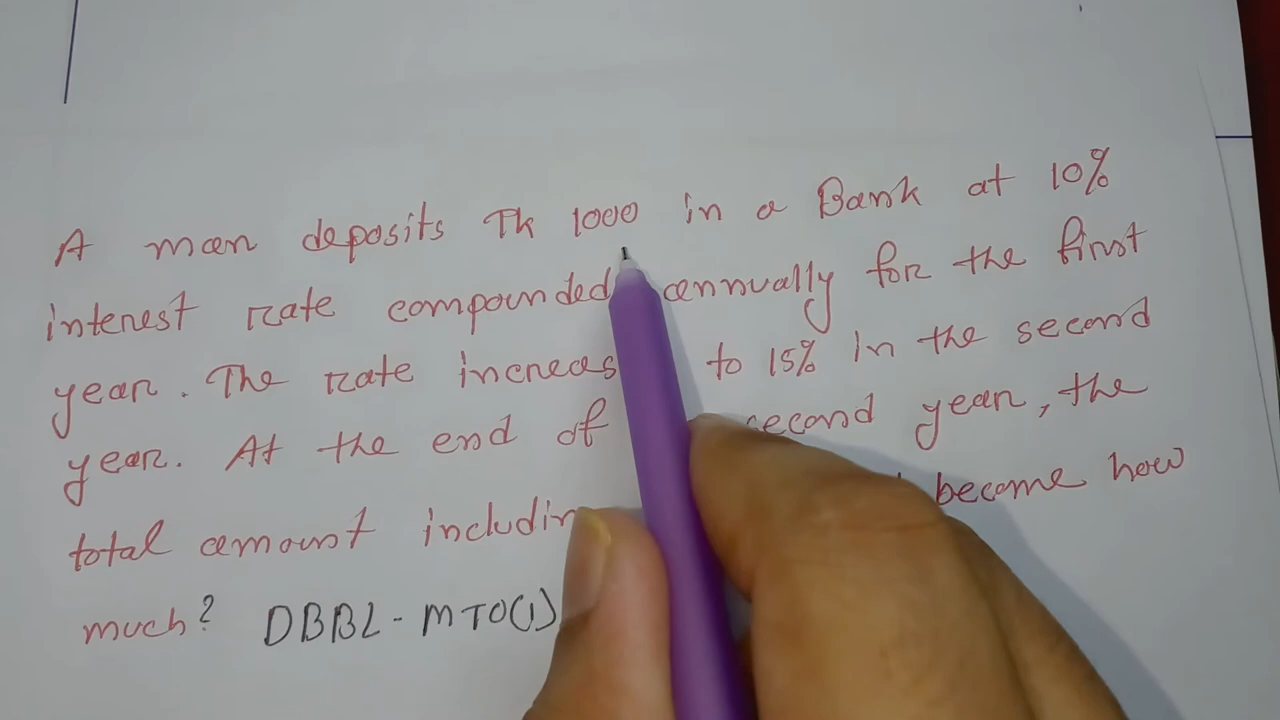 A man deposits Tk 1000 in a Bank at 10%
interest rate compounded annually for the first
year. The rate increas to 15% in the second
year. At the end of second year, the
total amount includin become how
much? DBBL - MTO(1)